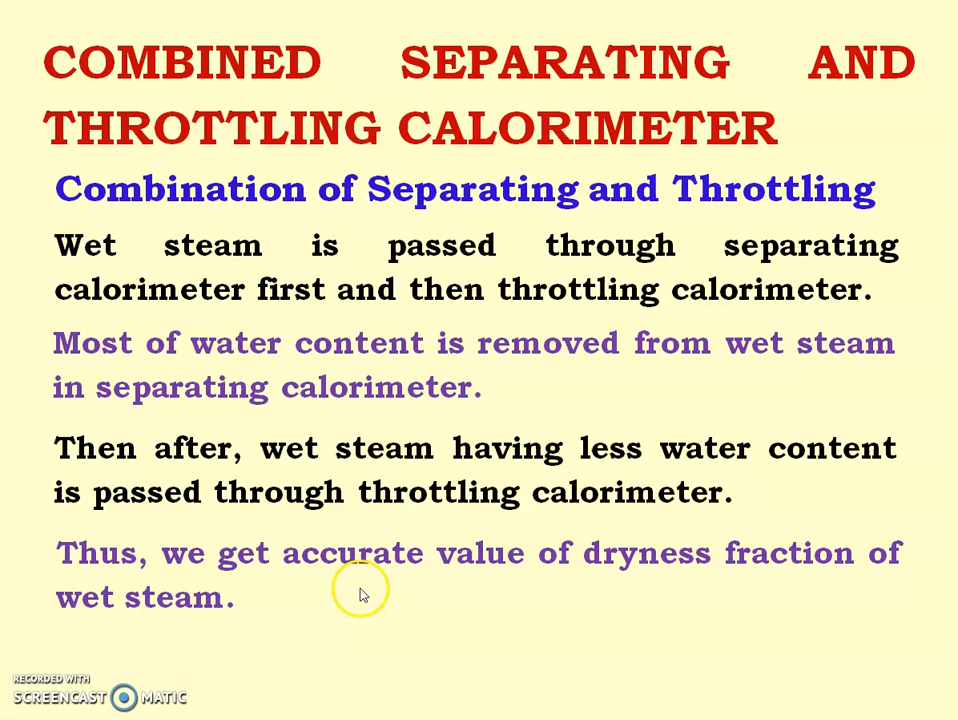 COMBINED SEPARATING AND
THROTTLING CALORIMETER
Combination of Separating and Throttling
Wet steam is passed through separating
calorimeter first and then throttling calorimeter.
Most of water content is removed from wet steam
in separating calorimeter.
Then after, wet steam having less water content
is passed through throttling calorimeter.
Thus, we get accurate value of dryness fraction of
wet steam.
RECORDED WITH
SCREENCAST MATIC